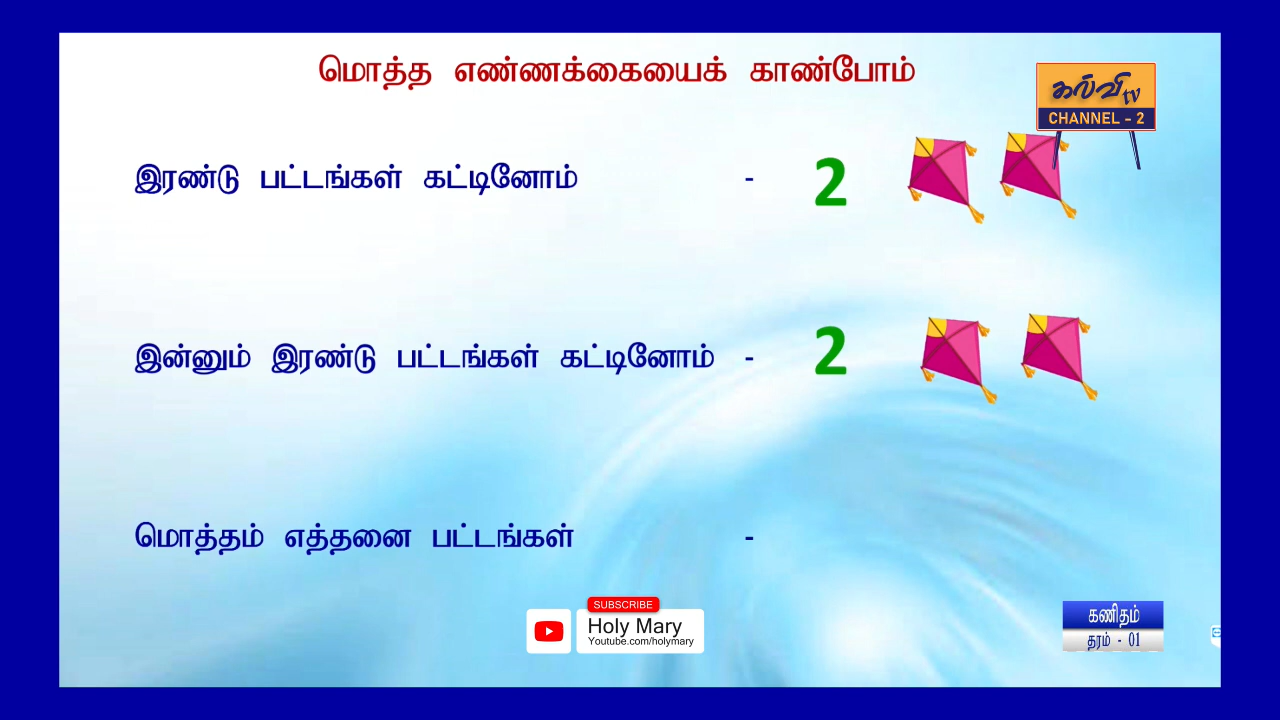 மொத்த எண்ணக்கையைக் காண்போம்
கல்வி tv
CHANNEL - 2
இரண்டு பட்டங்கள் கட்டினோம் - 2
இன்னும் இரண்டு பட்டங்கள் கட்டினோம் - 2
மொத்தம் எத்தனை பட்டங்கள் -
SUBSCRIBE
Holy Mary
Youtube.com/holymary
கணிதம்
தரம் - 01